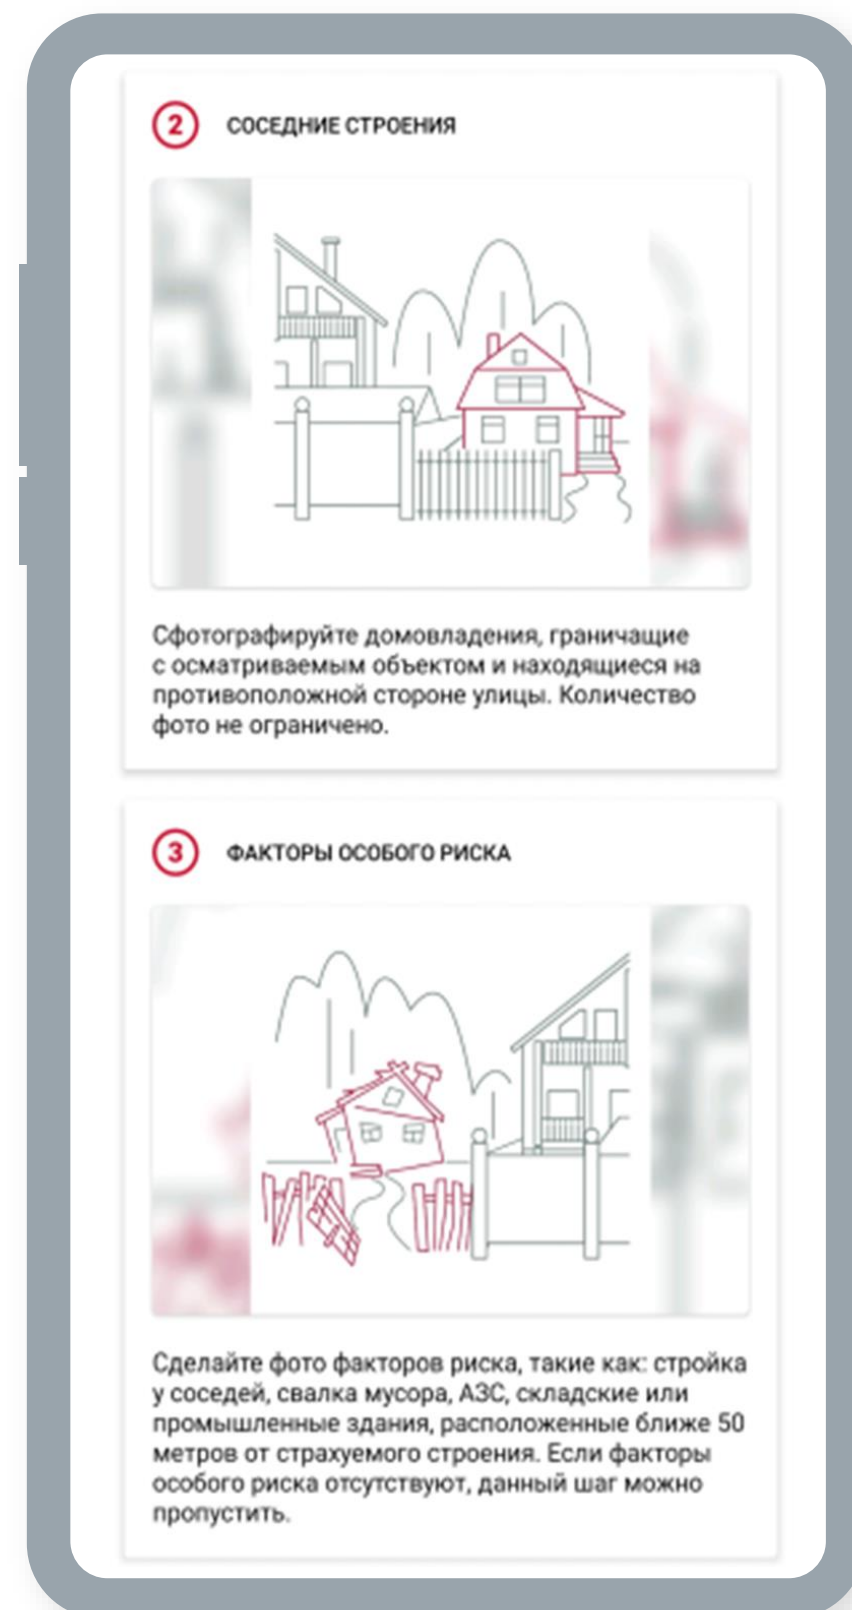 2 СОСЕДНИЕ СТРОЕНИЯ
Сфотографируйте домовладения, граничащие
с осматриваемым объектом и находящиеся на
противоположной стороне улицы. Количество
фото не ограничено.
3 ФАКТОРЫ ОСОБОГО РИСКА
Сделайте фото факторов риска, такие как: стройка
у соседей, свалка мусора, АЗС, складские или
промышленные здания, расположенные ближе 50
метров от страхуемого строения. Если факторы
особого риска отсутствуют, данный шаг можно
пропустить.